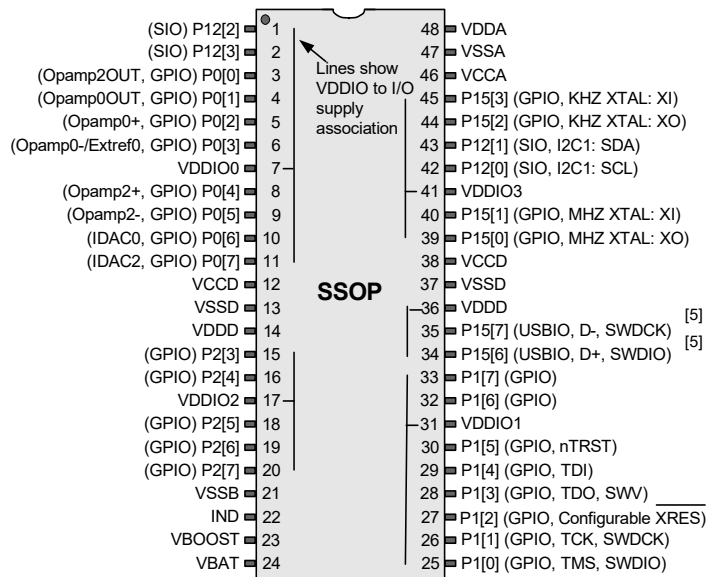 (SIO) P12[2] 1 48 VDDA
(SIO) P12[3] 2 47 VSSA
(Opamp2OUT, GPIO) P0[0] 3 46 VCCA
Lines show
VDDIO to I/O
supply
association
(Opamp0OUT, GPIO) P0[1] 4 45 P15[3] (GPIO, KHZ XTAL: XI)
(Opamp0+, GPIO) P0[2] 5 44 P15[2] (GPIO, KHZ XTAL: XO)
(Opamp0-/Extref0, GPIO) P0[3] 6 43 P12[1] (SIO, I2C1: SDA)
VDDIO0 7 42 P12[0] (SIO, I2C1: SCL)
(Opamp2+, GPIO) P0[4] 8 41 VDDIO3
(Opamp2-, GPIO) P0[5] 9 40 P15[1] (GPIO, MHZ XTAL: XI)
(IDAC0, GPIO) P0[6] 10 39 P15[0] (GPIO, MHZ XTAL: XO)
(IDAC2, GPIO) P0[7] 11 38 VCCD
SSOP
VCCD 12 37 VSSD
VSSD 13 36 VDDD
VDDD 14 35 P15[7] (USBIO, D-, SWDCK) [5]
(GPIO) P2[3] 15 34 P15[6] (USBIO, D+, SWDIO) [5]
(GPIO) P2[4] 16 33 P1[7] (GPIO)
VDDIO2 17 32 P1[6] (GPIO)
(GPIO) P2[5] 18 31 VDDIO1
(GPIO) P2[6] 19 30 P1[5] (GPIO, nTRST)
(GPIO) P2[7] 20 29 P1[4] (GPIO, TDI)
VSSB 21 28 P1[3] (GPIO, TDO, SWV)
IND 22 27 P1[2] (GPIO, Configurable XRES)
VBOOST 23 26 P1[1] (GPIO, TCK, SWDCK)
VBAT 24 25 P1[0] (GPIO, TMS, SWDIO)